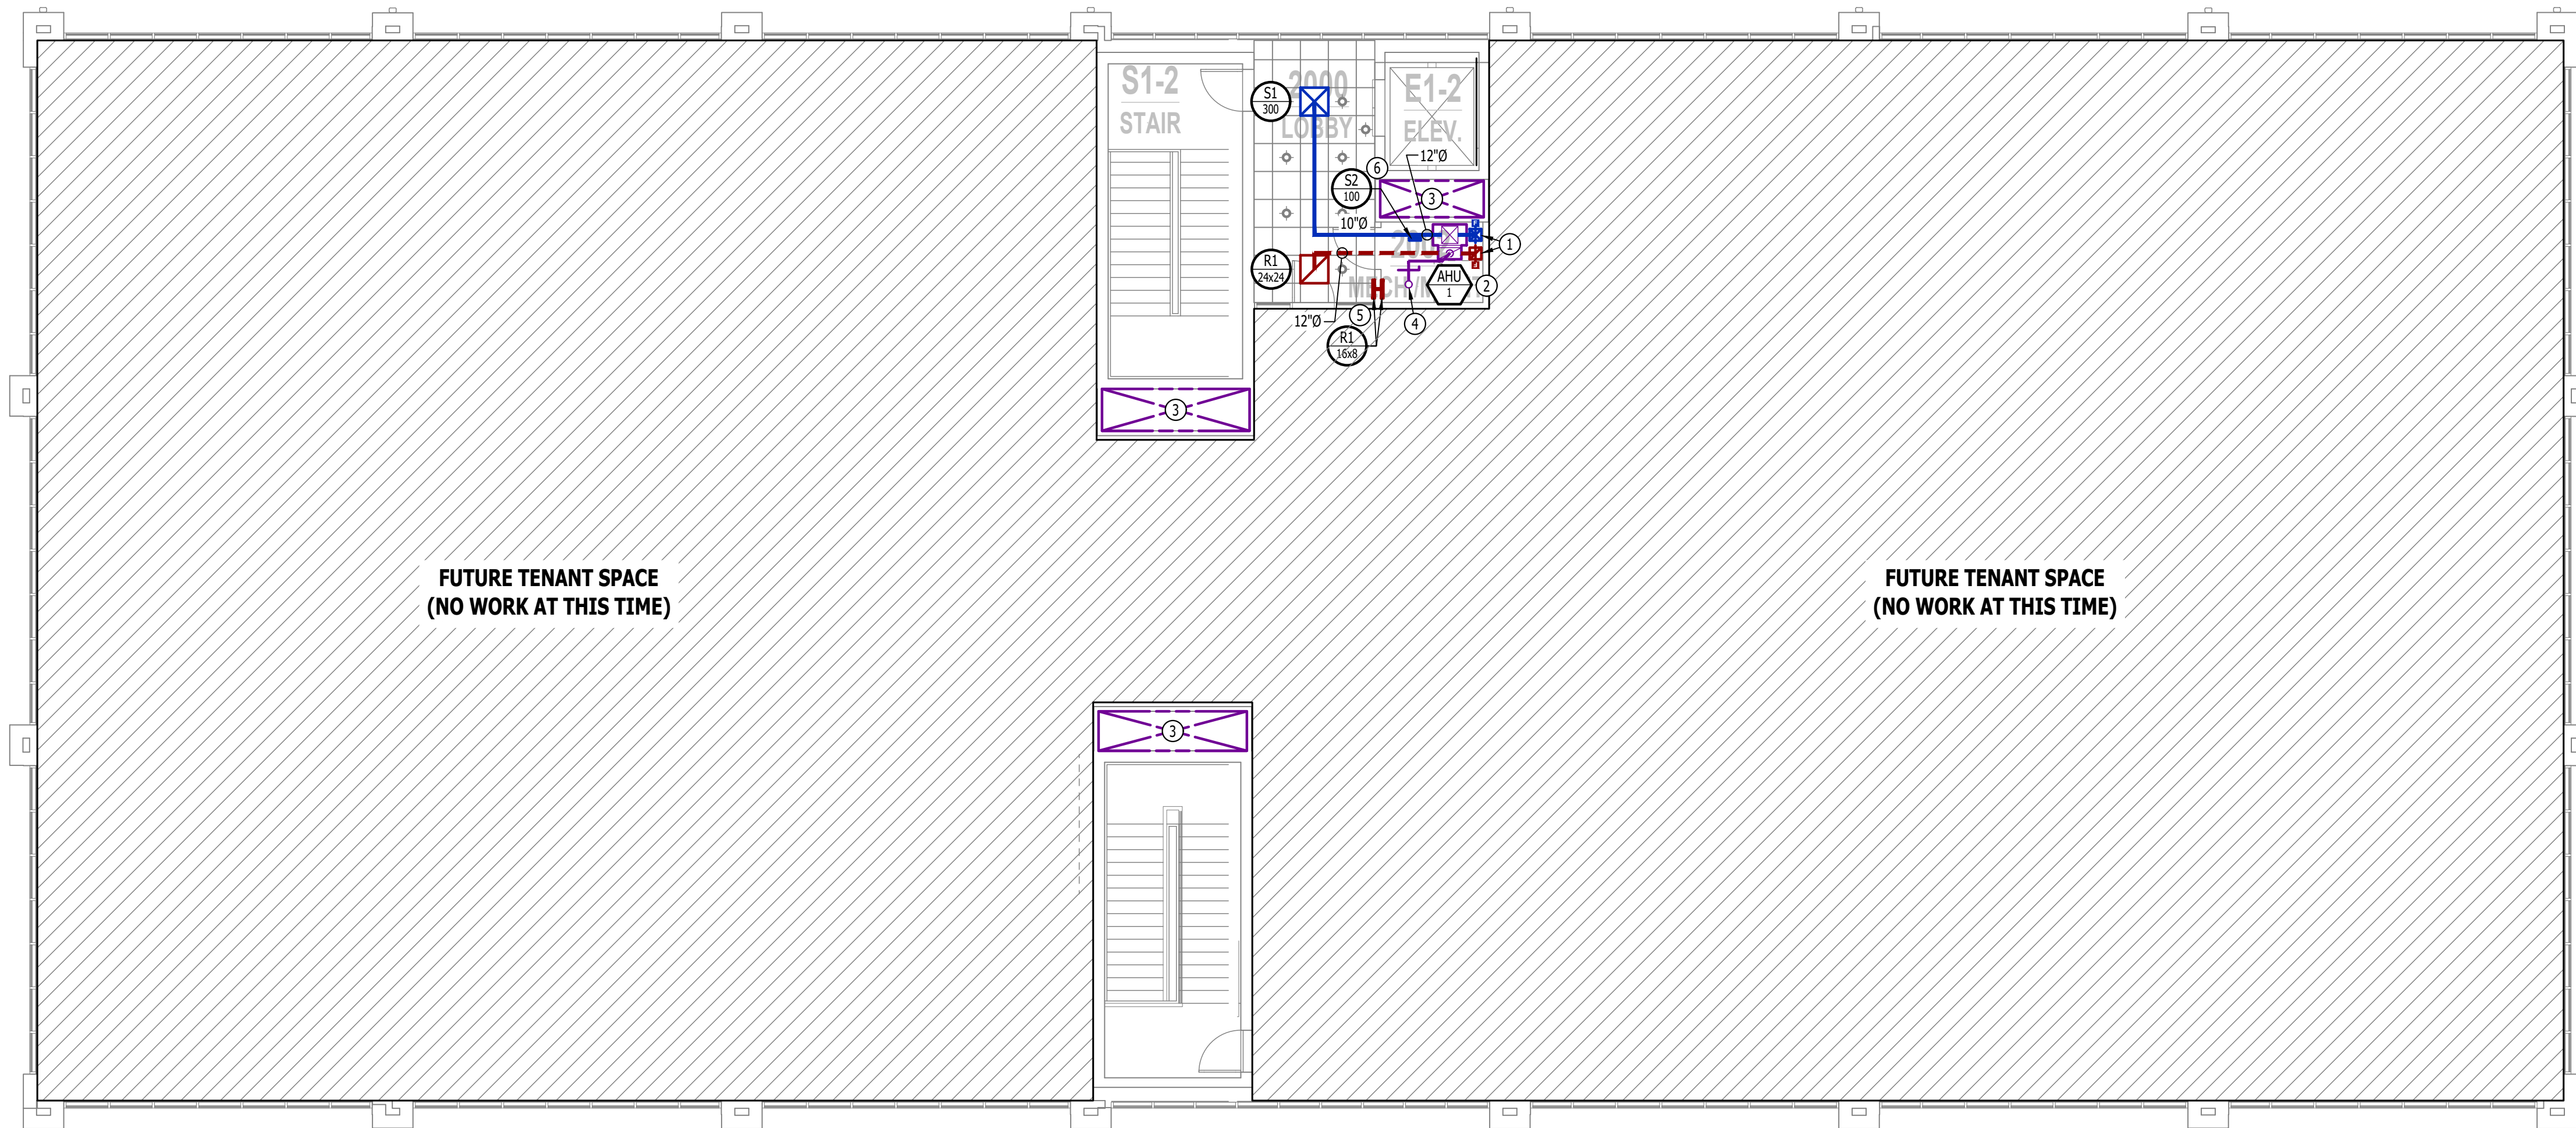 S1-2
STAIR
S1
300
2000
LOBBY
E1-2
ELEV.
6
12"Ø
S2
100
3
10"Ø
1
R1
24x24
AHU
1
2
12"Ø
5
4
R1
16x8
3
FUTURE TENANT SPACE
(NO WORK AT THIS TIME)
FUTURE TENANT SPACE
(NO WORK AT THIS TIME)
3